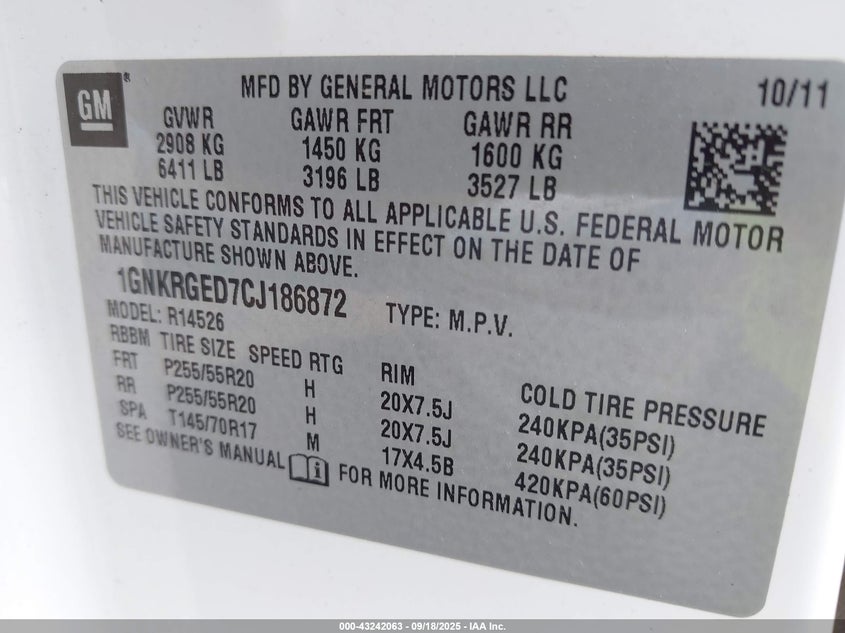 GM
MFD BY GENERAL MOTORS LLC 10/11
GVWR GAWR FRT GAWR RR
2908 KG 1450 KG 1600 KG
6411 LB 3196 LB 3527 LB
THIS VEHICLE CONFORMS TO ALL APPLICABLE U.S. FEDERAL MOTOR
VEHICLE SAFETY STANDARDS IN EFFECT ON THE DATE OF
MANUFACTURE SHOWN ABOVE.
1GNKRGED7CJ186872 TYPE: M.P.V.
MODEL: R14526
RBBM TIRE SIZE SPEED RTG RIM COLD TIRE PRESSURE
FRT P255/55R20 H 20X7.5J 240KPA(35PSI)
RR P255/55R20 H 20X7.5J 240KPA(35PSI)
SPA T145/70R17 M 17X4.5B 420KPA(60PSI)
SEE OWNER'S MANUAL FOR MORE INFORMATION.
000-43242063 - 09/18/2025 - IAA Inc.